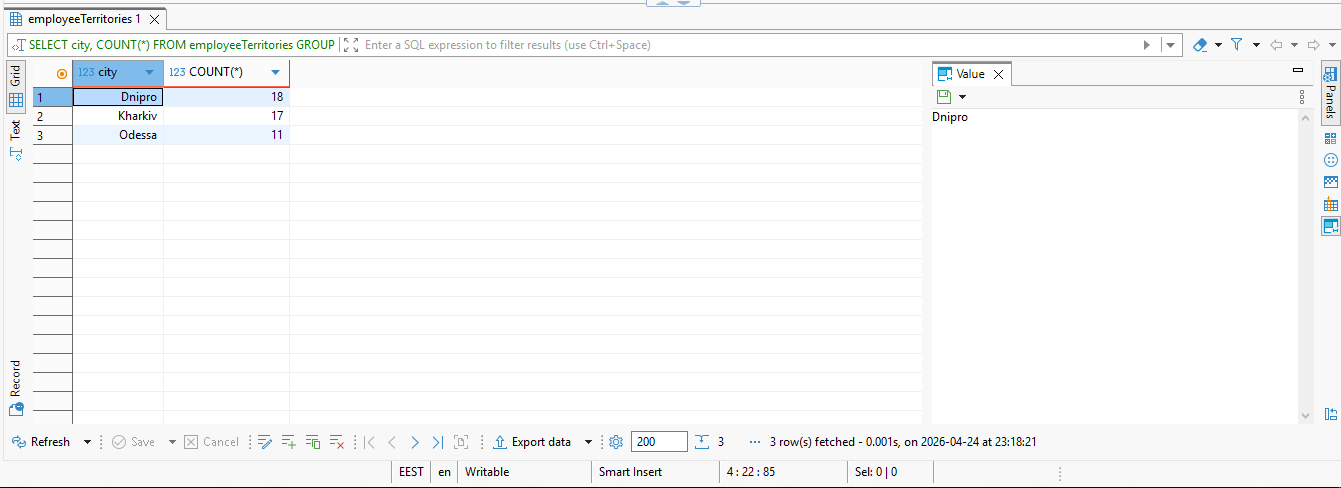 employeeTerritories 1
SELECT city, COUNT(*) FROM employeeTerritories GROUP Enter a SQL expression to filter results (use Ctrl+Space)
Grid
Text
Record
123 city 123 COUNT(*)
1 Dnipro 18
2 Kharkiv 17
3 Odessa 11
Value
Dnipro
Panels
Refresh Save Cancel Export data 200 3 ... 3 row(s) fetched - 0.001s, on 2026-04-24 at 23:18:21
EEST en Writable Smart Insert 4 : 22 : 85 Sel: 0 | 0